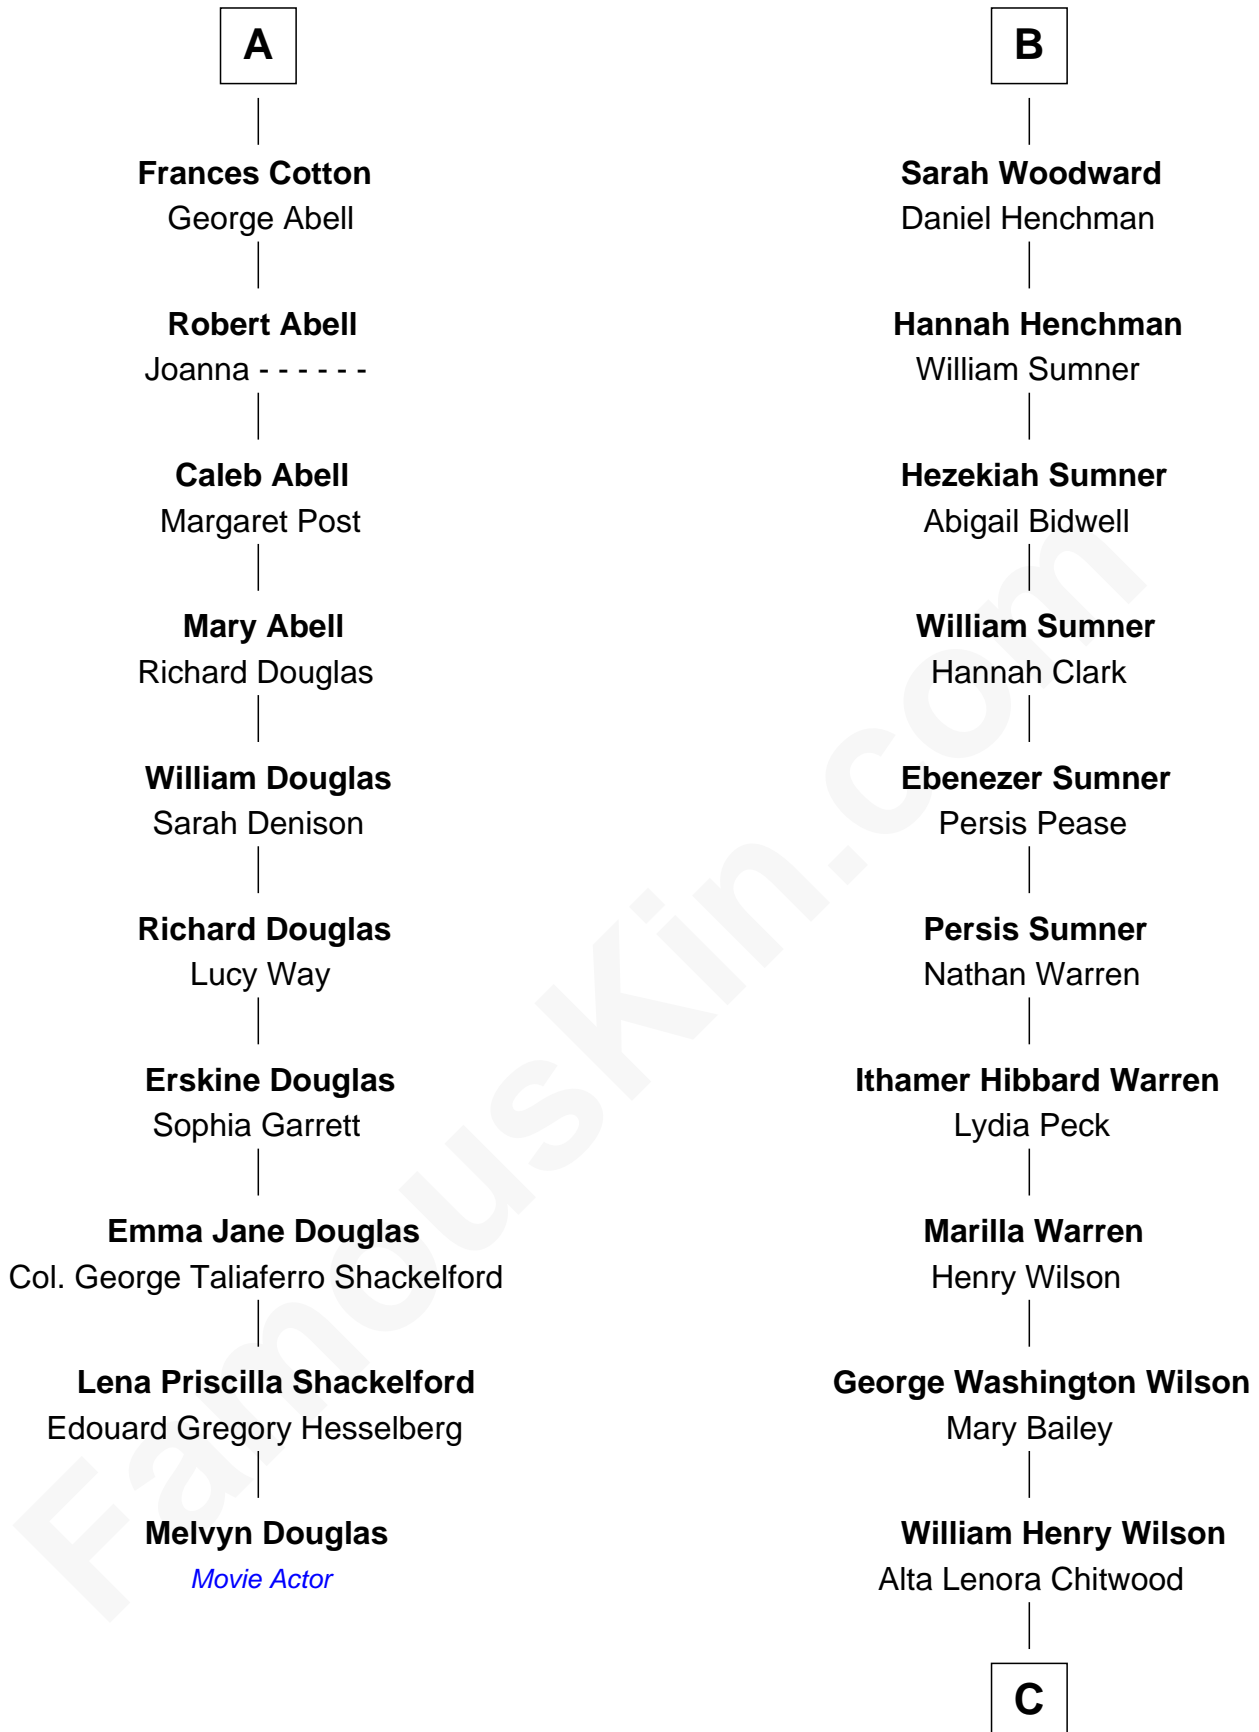 A
Frances Cotton
George Abell
Robert Abell
Joanna - - - - - -
Caleb Abell
Margaret Post
Mary Abell
Richard Douglas
William Douglas
Sarah Denison
Richard Douglas
Lucy Way
Erskine Douglas
Sophia Garrett
Emma Jane Douglas
Col. George Taliaferro Shackelford
Lena Priscilla Shackelford
Edouard Gregory Hesselberg
Melvyn Douglas
Movie Actor
B
Sarah Woodward
Daniel Henchman
Hannah Henchman
William Sumner
Hezekiah Sumner
Abigail Bidwell
William Sumner
Hannah Clark
Ebenezer Sumner
Persis Pease
Persis Sumner
Nathan Warren
Ithamer Hibbard Warren
Lydia Peck
Marilla Warren
Henry Wilson
George Washington Wilson
Mary Bailey
William Henry Wilson
Alta Lenora Chitwood
C
FamousKin.com